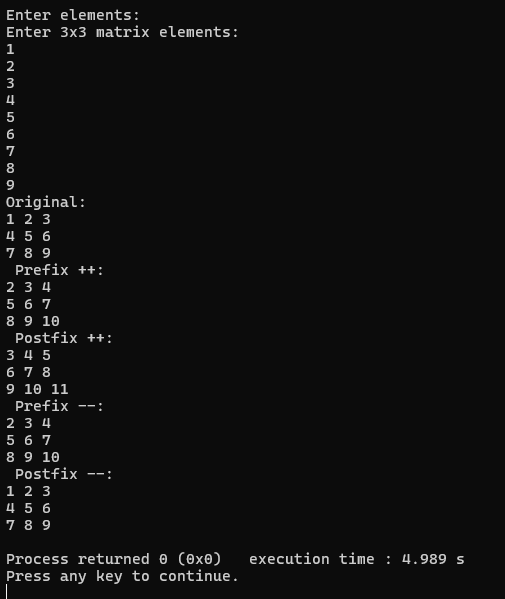 Enter elements:
Enter 3x3 matrix elements:
1
2
3
4
5
6
7
8
9
Original:
1 2 3
4 5 6
7 8 9
 Prefix ++:
2 3 4
5 6 7
8 9 10
 Postfix ++:
3 4 5
6 7 8
9 10 11
 Prefix --:
2 3 4
5 6 7
8 9 10
 Postfix --:
1 2 3
4 5 6
7 8 9

Process returned 0 (0x0)   execution time : 4.989 s
Press any key to continue.